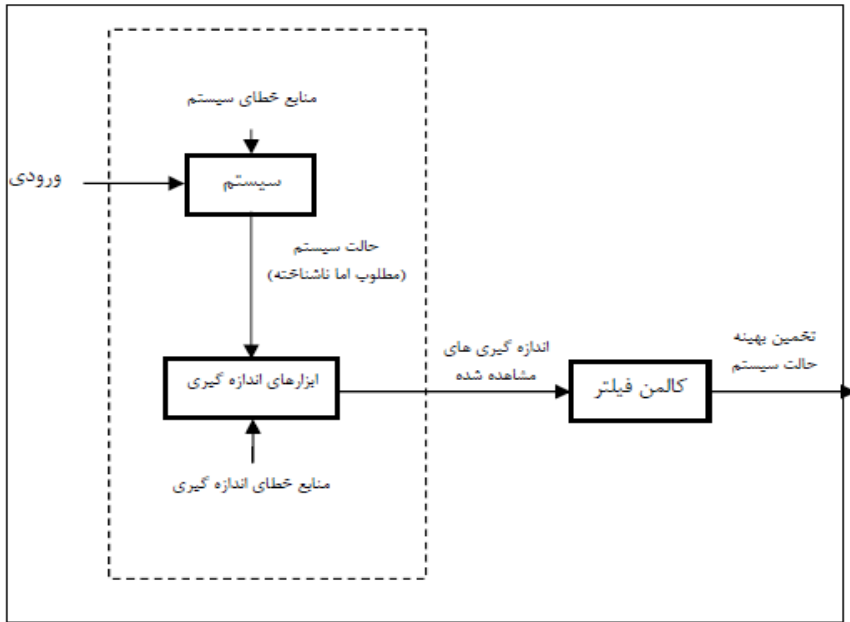 منابع خطای سیستم
ورودی
سیستم
حالت سیستم
(مطلوب اما ناشناخته)
ابزارهای اندازه گیری
منابع خطای اندازه گیری
اندازه گیری های
مشاهده شده
کالمن فیلتر
تخمین بهینه
حالت سیستم